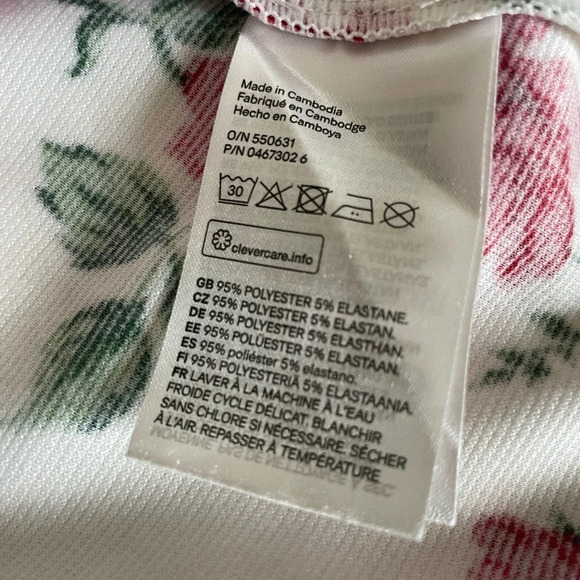 Made in Cambodia
Fabriqué en Cambodge
Hecho en Camboya
O/N 550631
P/N 0467302 6
30
clevercare.info
GB 95% POLYESTER 5% ELASTANE.
CZ 95% POLYESTER 5% ELASTAN.
DE 95% POLYESTER 5% ELASTHAN.
EE 95% POLÜESTER 5% ELASTAAN.
ES 95% poliéster 5% elastano.
FI 95% POLYESTERIÄ 5% ELASTAANIA.
FR LAVER À LA MACHINE À L'EAU
FROIDE CYCLE DÉLICAT. BLANCHIR
SANS CHLORE SI NÉCESSAIRE. SÉCHER
À L'AIR. REPASSER À TEMPÉRATURE